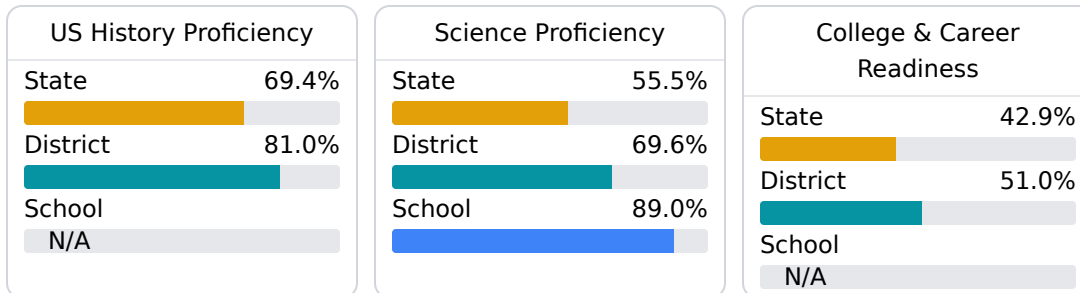 US History Proficiency
State 69.4%
District 81.0%
School
N/A
Science Proficiency
State 55.5%
District 69.6%
School 89.0%
College & Career
Readiness
State 42.9%
District 51.0%
School
N/A